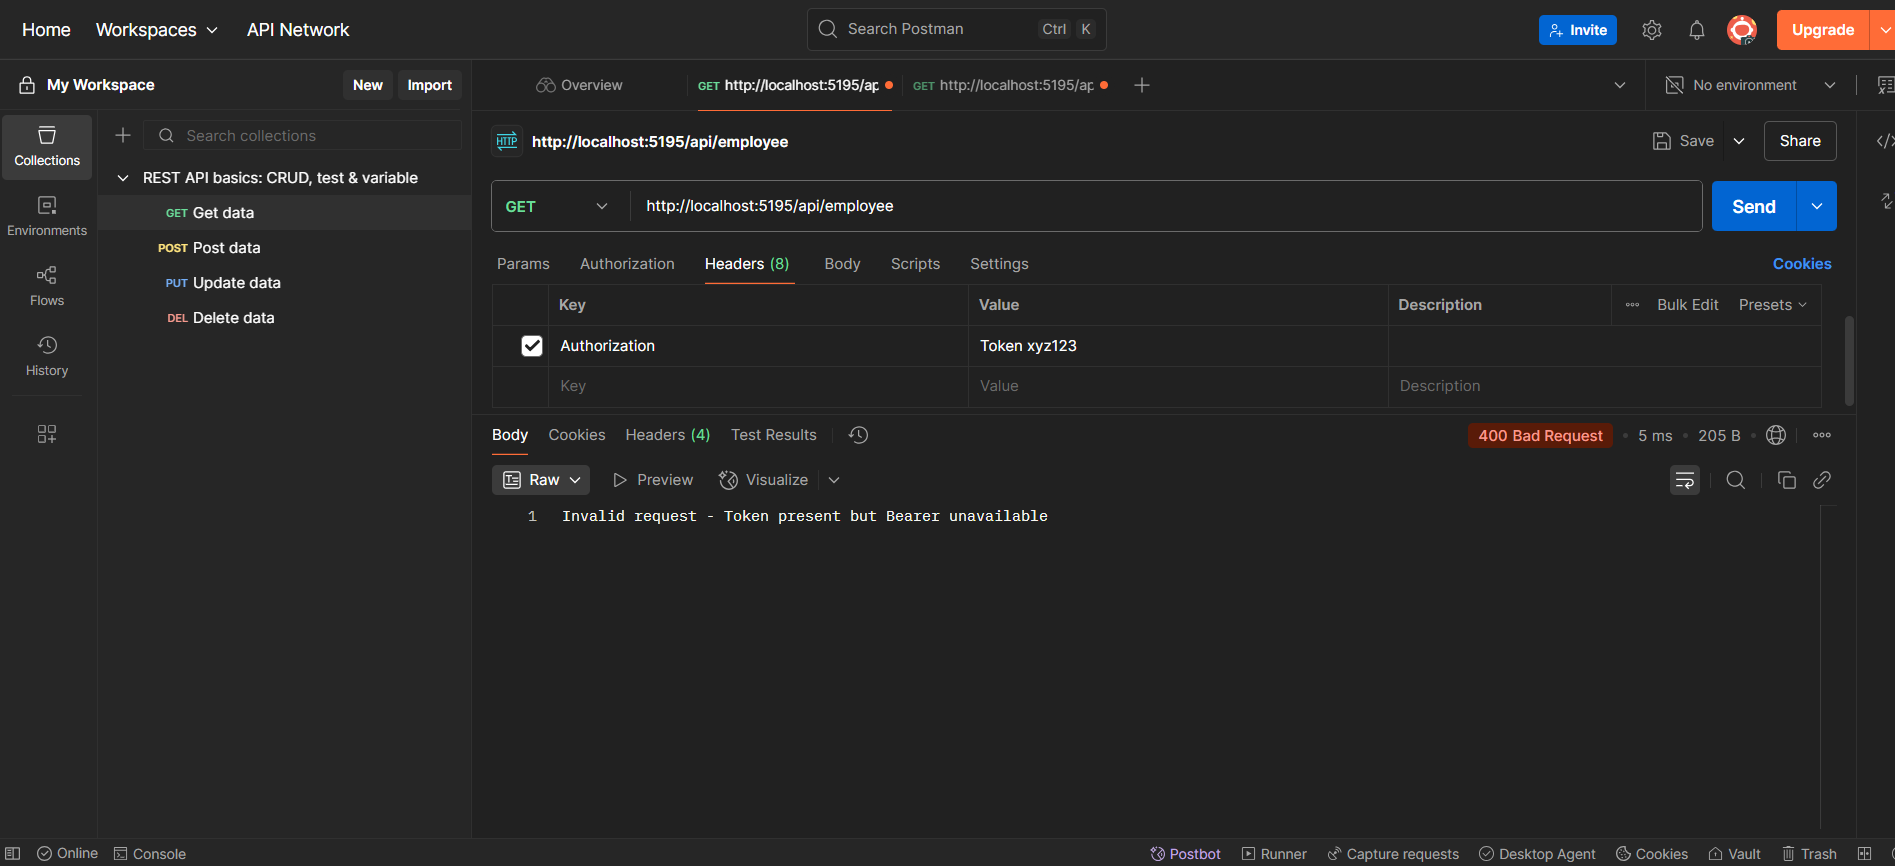 Home Workspaces API Network Search Postman Ctrl K Invite Upgrade
My Workspace New Import Overview GET http://localhost:5195/ap GET http://localhost:5195/ap No environment
Collections
Environments
Flows
History
Search collections
REST API basics: CRUD, test & variable
GET Get data
POST Post data
PUT Update data
DEL Delete data
HTTP http://localhost:5195/api/employee Save Share
GET http://localhost:5195/api/employee Send
Params Authorization Headers (8) Body Scripts Settings Cookies
Key Value Description Bulk Edit Presets
Authorization Token xyz123
Key Value Description
Body Cookies Headers (4) Test Results 400 Bad Request 5 ms 205 B
Raw Preview Visualize
1 Invalid request - Token present but Bearer unavailable
Online Console Postbot Runner Capture requests Desktop Agent Cookies Vault Trash